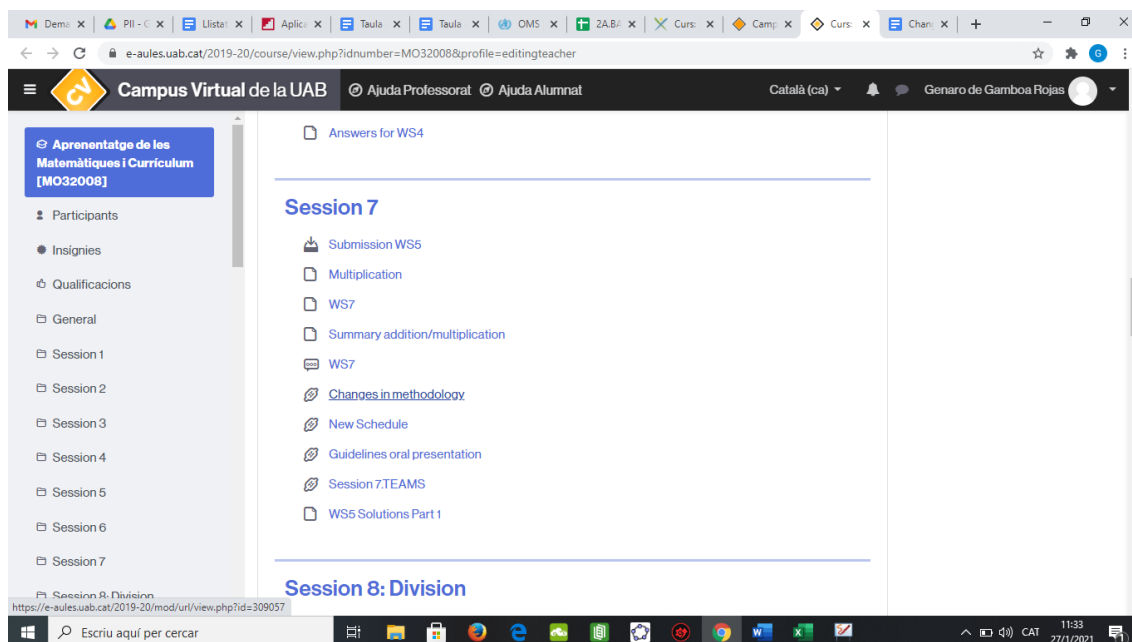 Dema
PII - C
Llista
Aplica
Taula
Taula
OMS
2A.BA
Curs:
Camp
Curs:
Chan
e-aules.uab.cat/2019-20/course/view.php?idnumber=MO32008&profile=editingteacher
G
CV
Campus Virtual de la UAB
Ajuda Professorat
Ajuda Alumnat
Català (ca)
Genaro de Gamboa Rojas
Aprenentatge de les
Matemàtiques i Currículum
[MO32008]
Participants
Insígnies
Qualificacions
General
Session 1
Session 2
Session 3
Session 4
Session 5
Session 6
Session 7
Session 8: Division
Answers for WS4
Session 7
Submission WS5
Multiplication
WS7
Summary addition/multiplication
WS7
Changes in methodology
New Schedule
Guidelines oral presentation
Session 7.TEAMS
WS5 Solutions Part 1
Session 8: Division
https://e-aules.uab.cat/2019-20/mod/url/view.php?id=309057
Escriu aquí per cercar
CAT
11:33
27/1/2021